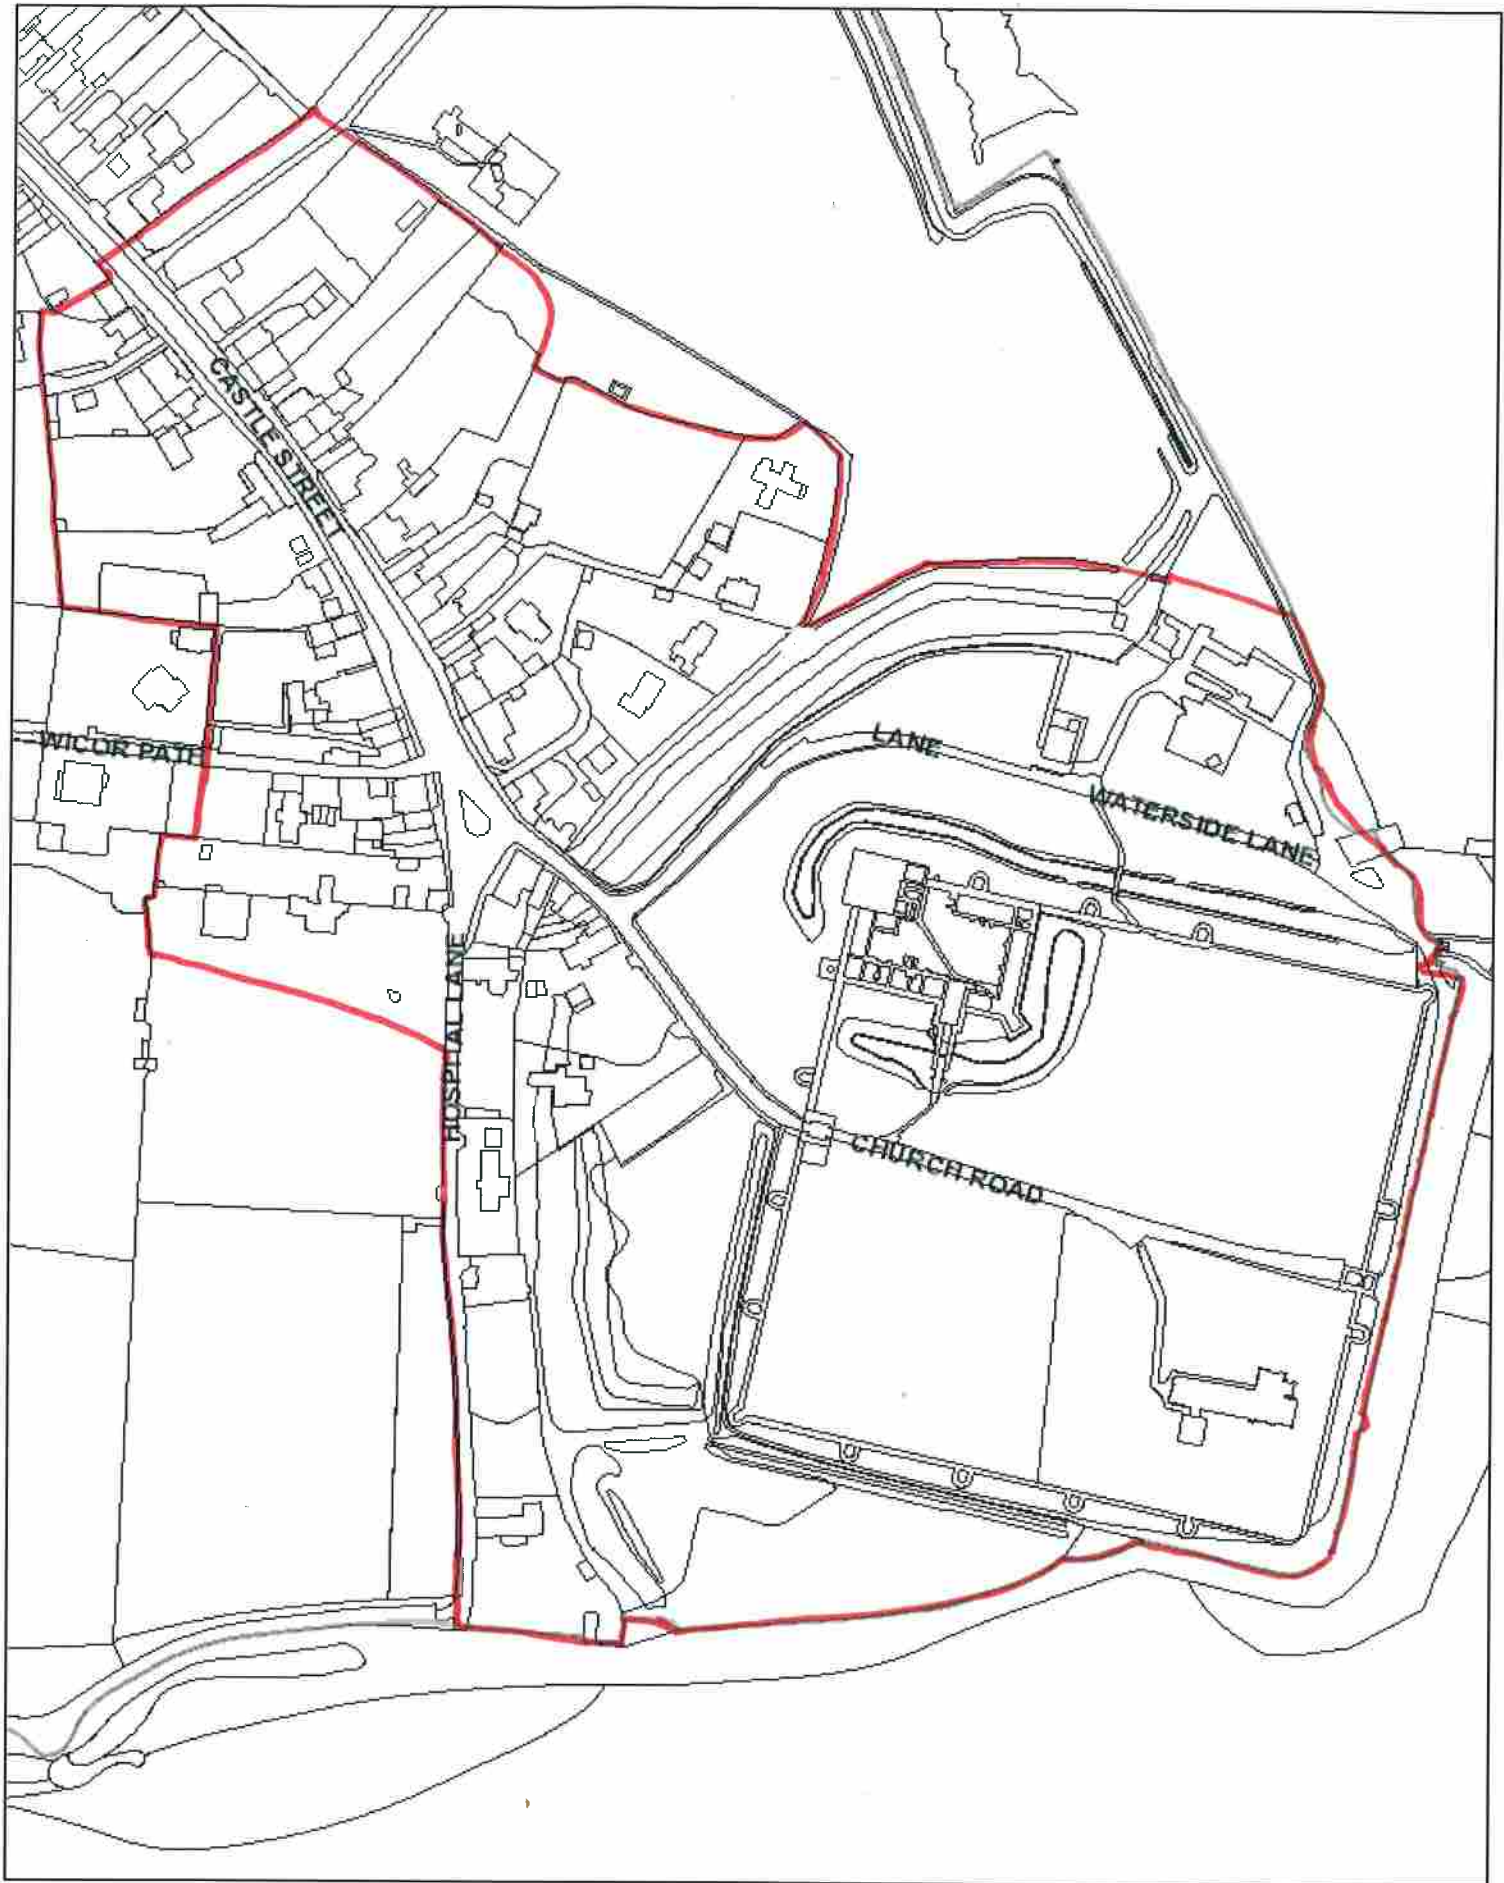 CASTLE STREET
WICOR PATH
LANE
WATERSIDE LANE
HOSPITAL LANE
CHURCH ROAD